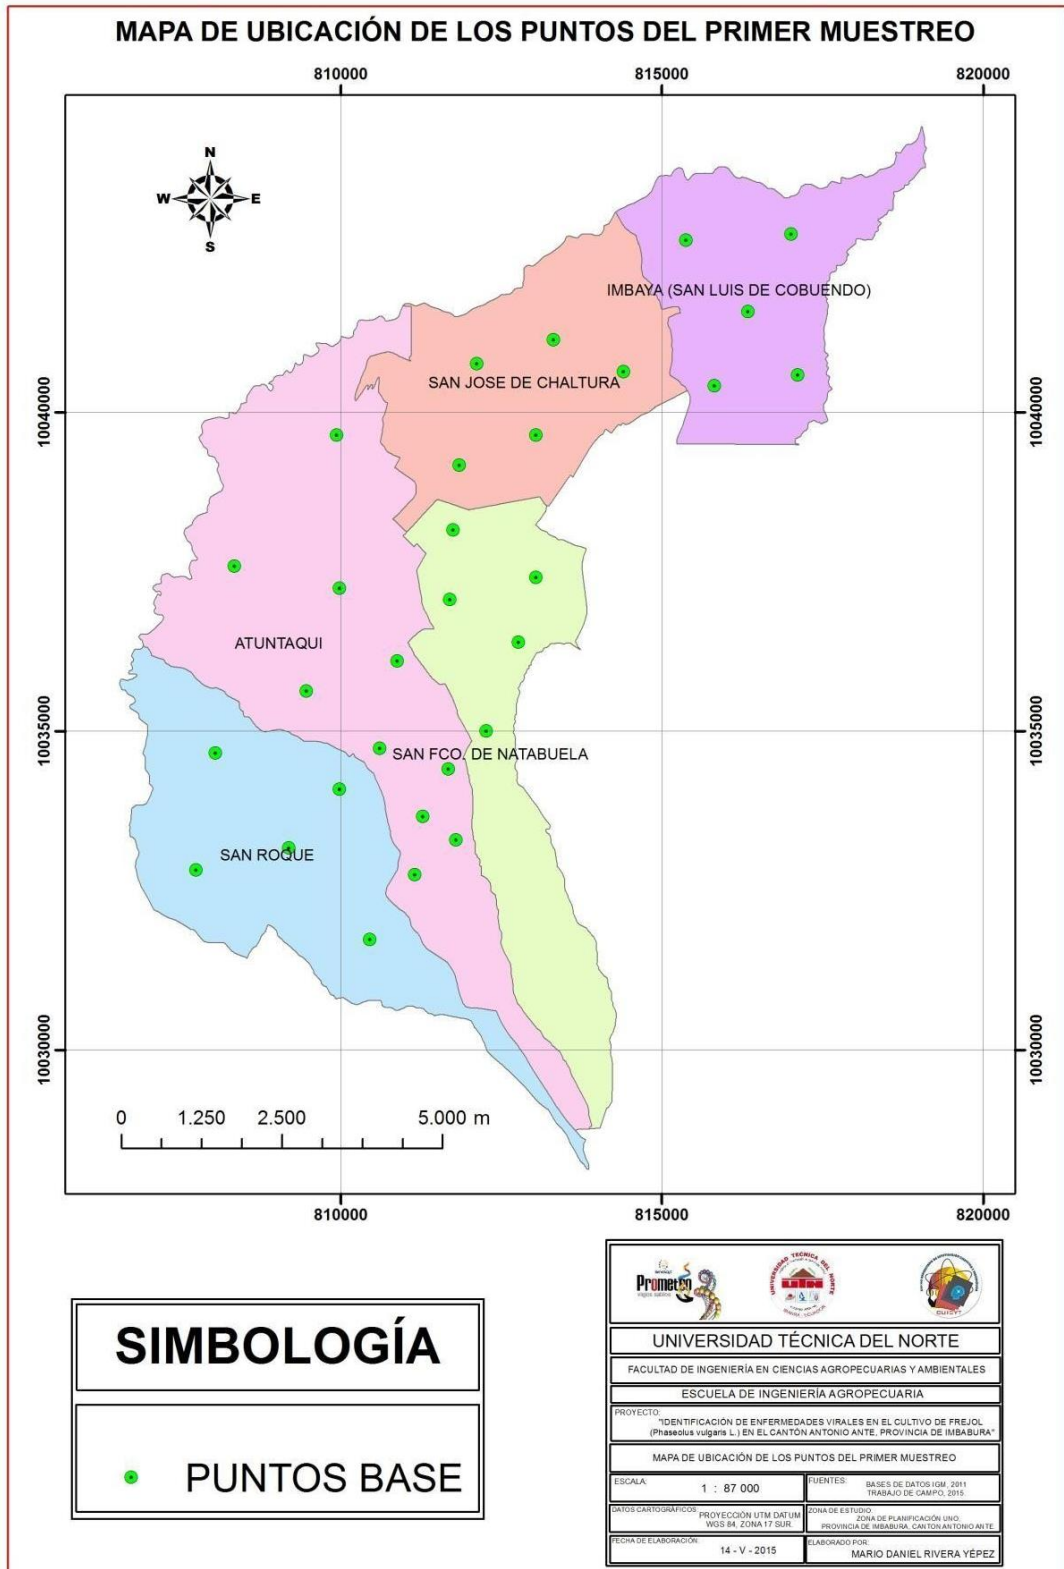 MAPA DE UBICACIÓN DE LOS PUNTOS DEL PRIMER MUESTREO
810000 815000 820000
N
W E
S
IMBAYA (SAN LUIS DE COBUENDO)
SAN JOSE DE CHALTURA
10040000 10040000
ATUNTAQUI
10035000 10035000
SAN FCO. DE NATABUELA
SAN ROQUE
10030000 10030000
0 1.250 2.500 5.000 m
810000 815000 820000
SIMBOLOGÍA
PUNTOS BASE
Prometeo
UNIVERSIDAD TÉCNICA DEL NORTE
UTN
UNIVERSIDAD TÉCNICA DEL NORTE
FACULTAD DE INGENIERÍA EN CIENCIAS AGROPECUARIAS Y AMBIENTALES
ESCUELA DE INGENIERÍA AGROPECUARIA
PROYECTO:
"IDENTIFICACIÓN DE ENFERMEDADES VIRALES EN EL CULTIVO DE FREJOL
(Phaseolus vulgaris L.) EN EL CANTÓN ANTONIO ANTE, PROVINCIA DE IMBABURA"
MAPA DE UBICACIÓN DE LOS PUNTOS DEL PRIMER MUESTREO
ESCALA:
1 : 87 000
FUENTES:
BASES DE DATOS IGM, 2011
TRABAJO DE CAMPO, 2015
DATOS CARTOGRÁFICOS:
PROYECCIÓN UTM DATUM
WGS 84, ZONA 17 SUR
ZONA DE ESTUDIO:
ZONA DE PLANIFICACIÓN UNO;
PROVINCIA DE IMBABURA, CANTON ANTONIO ANTE
FECHA DE ELABORACIÓN:
14 - V - 2015
ELABORADO POR:
MARIO DANIEL RIVERA YÉPEZ